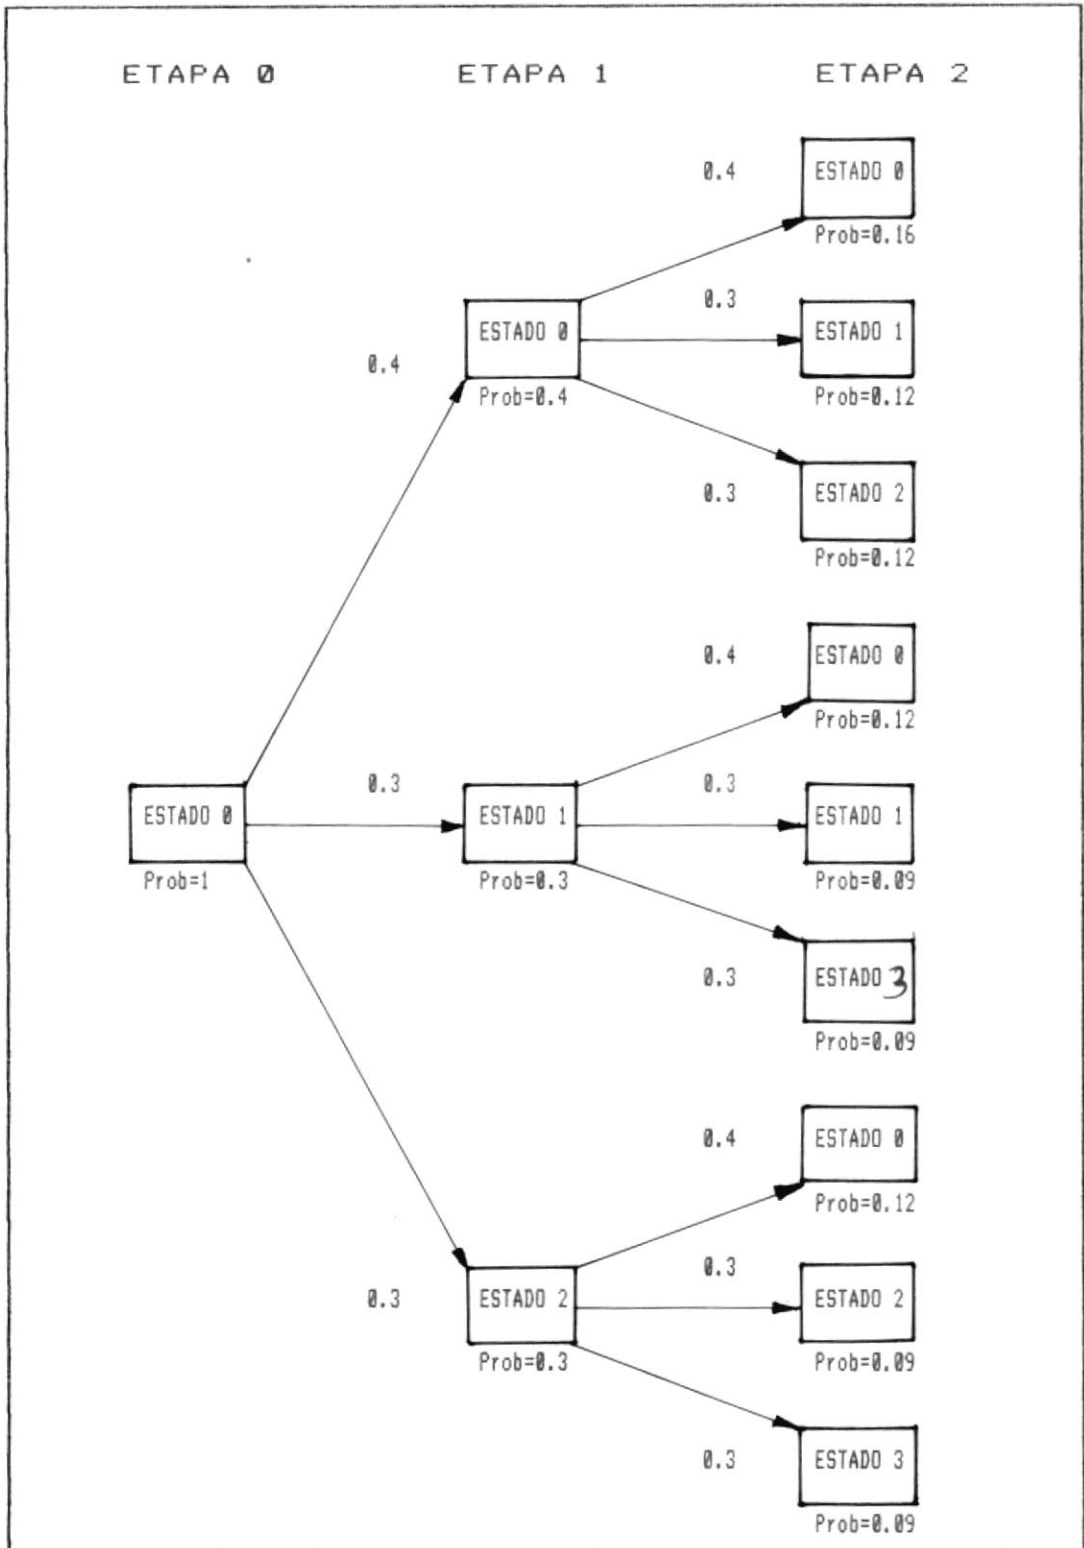 ETAPA 0 ETAPA 1 ETAPA 2
0.4 ESTADO 0
Prob=0.16
0.3
ESTADO 0 ESTADO 1
0.4
Prob=0.4 Prob=0.12
0.3 ESTADO 2
Prob=0.12
0.4 ESTADO 0
Prob=0.12
0.3 0.3
ESTADO 0 ESTADO 1 ESTADO 1
Prob=1 Prob=0.3 Prob=0.09
0.3 ESTADO 3
Prob=0.09
0.4 ESTADO 0
Prob=0.12
0.3
0.3 ESTADO 2 ESTADO 2
Prob=0.3 Prob=0.09
0.3 ESTADO 3
Prob=0.09